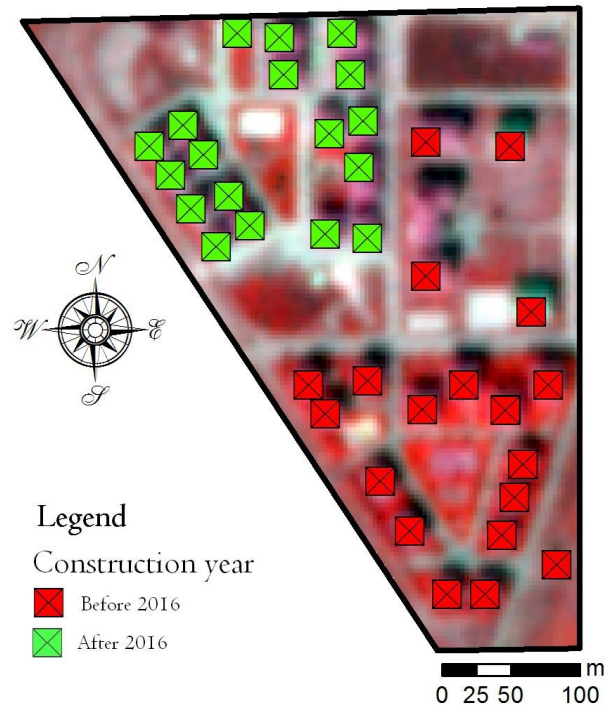 N
W E
S
Legend
Construction year
Before 2016
After 2016
m
0 25 50 100